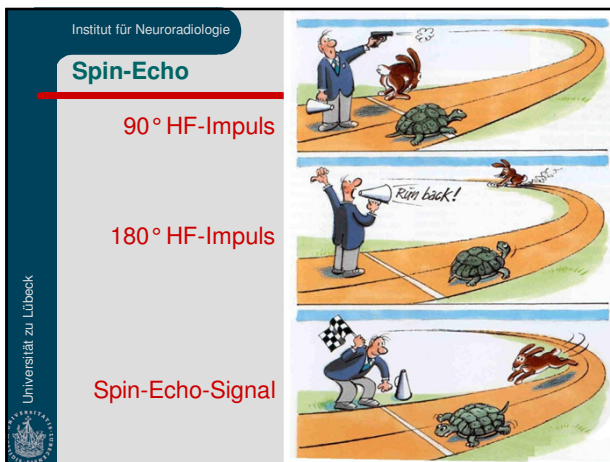 Institut für Neuroradiologie
Spin-Echo
90° HF-Impuls
Run back!
180° HF-Impuls
Spin-Echo-Signal
Universität zu Lübeck